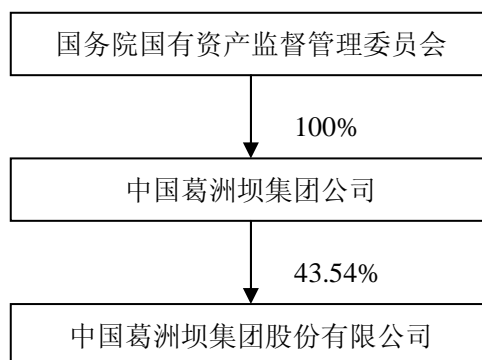 国务院国有资产监督管理委员会
100%
中国葛洲坝集团公司
43.54%
中国葛洲坝集团股份有限公司